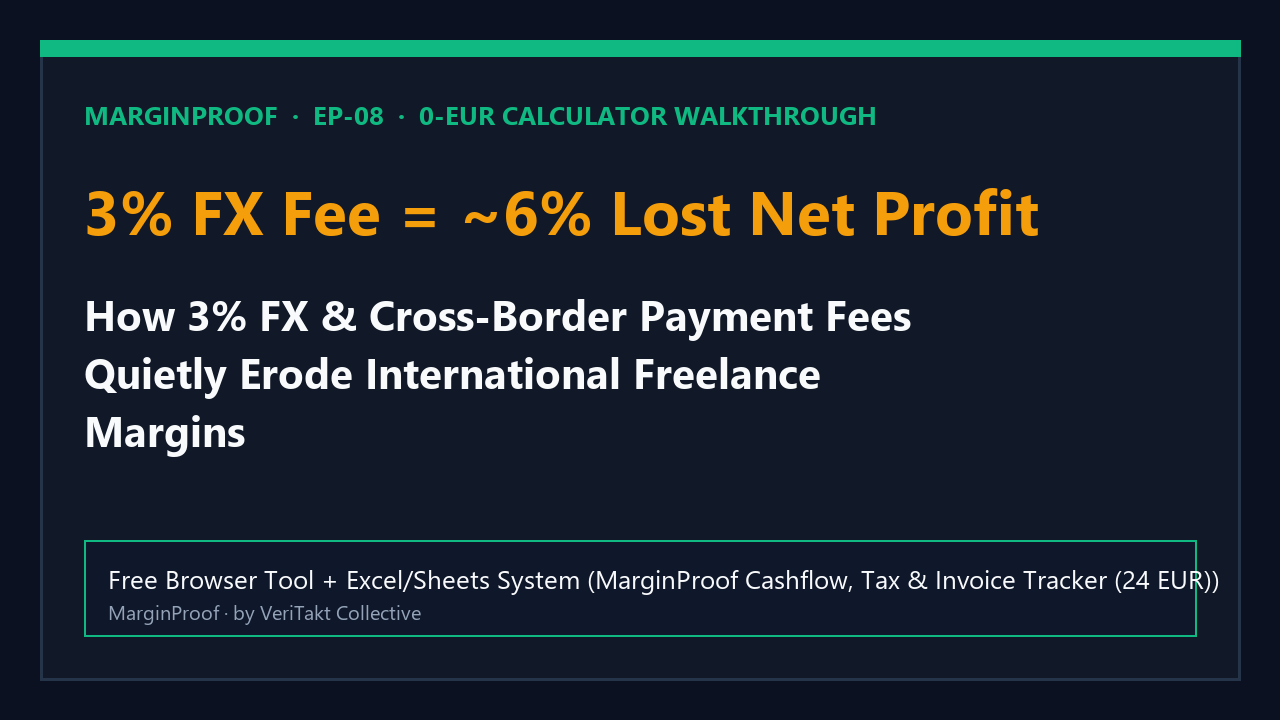 MARGINPROOF · EP-08 · 0-EUR CALCULATOR WALKTHROUGH
3% FX Fee = ~6% Lost Net Profit
How 3% FX & Cross-Border Payment Fees
Quietly Erode International Freelance
Margins
Free Browser Tool + Excel/Sheets System (MarginProof Cashflow, Tax & Invoice Tracker (24 EUR))
MarginProof · by VeriTakt Collective